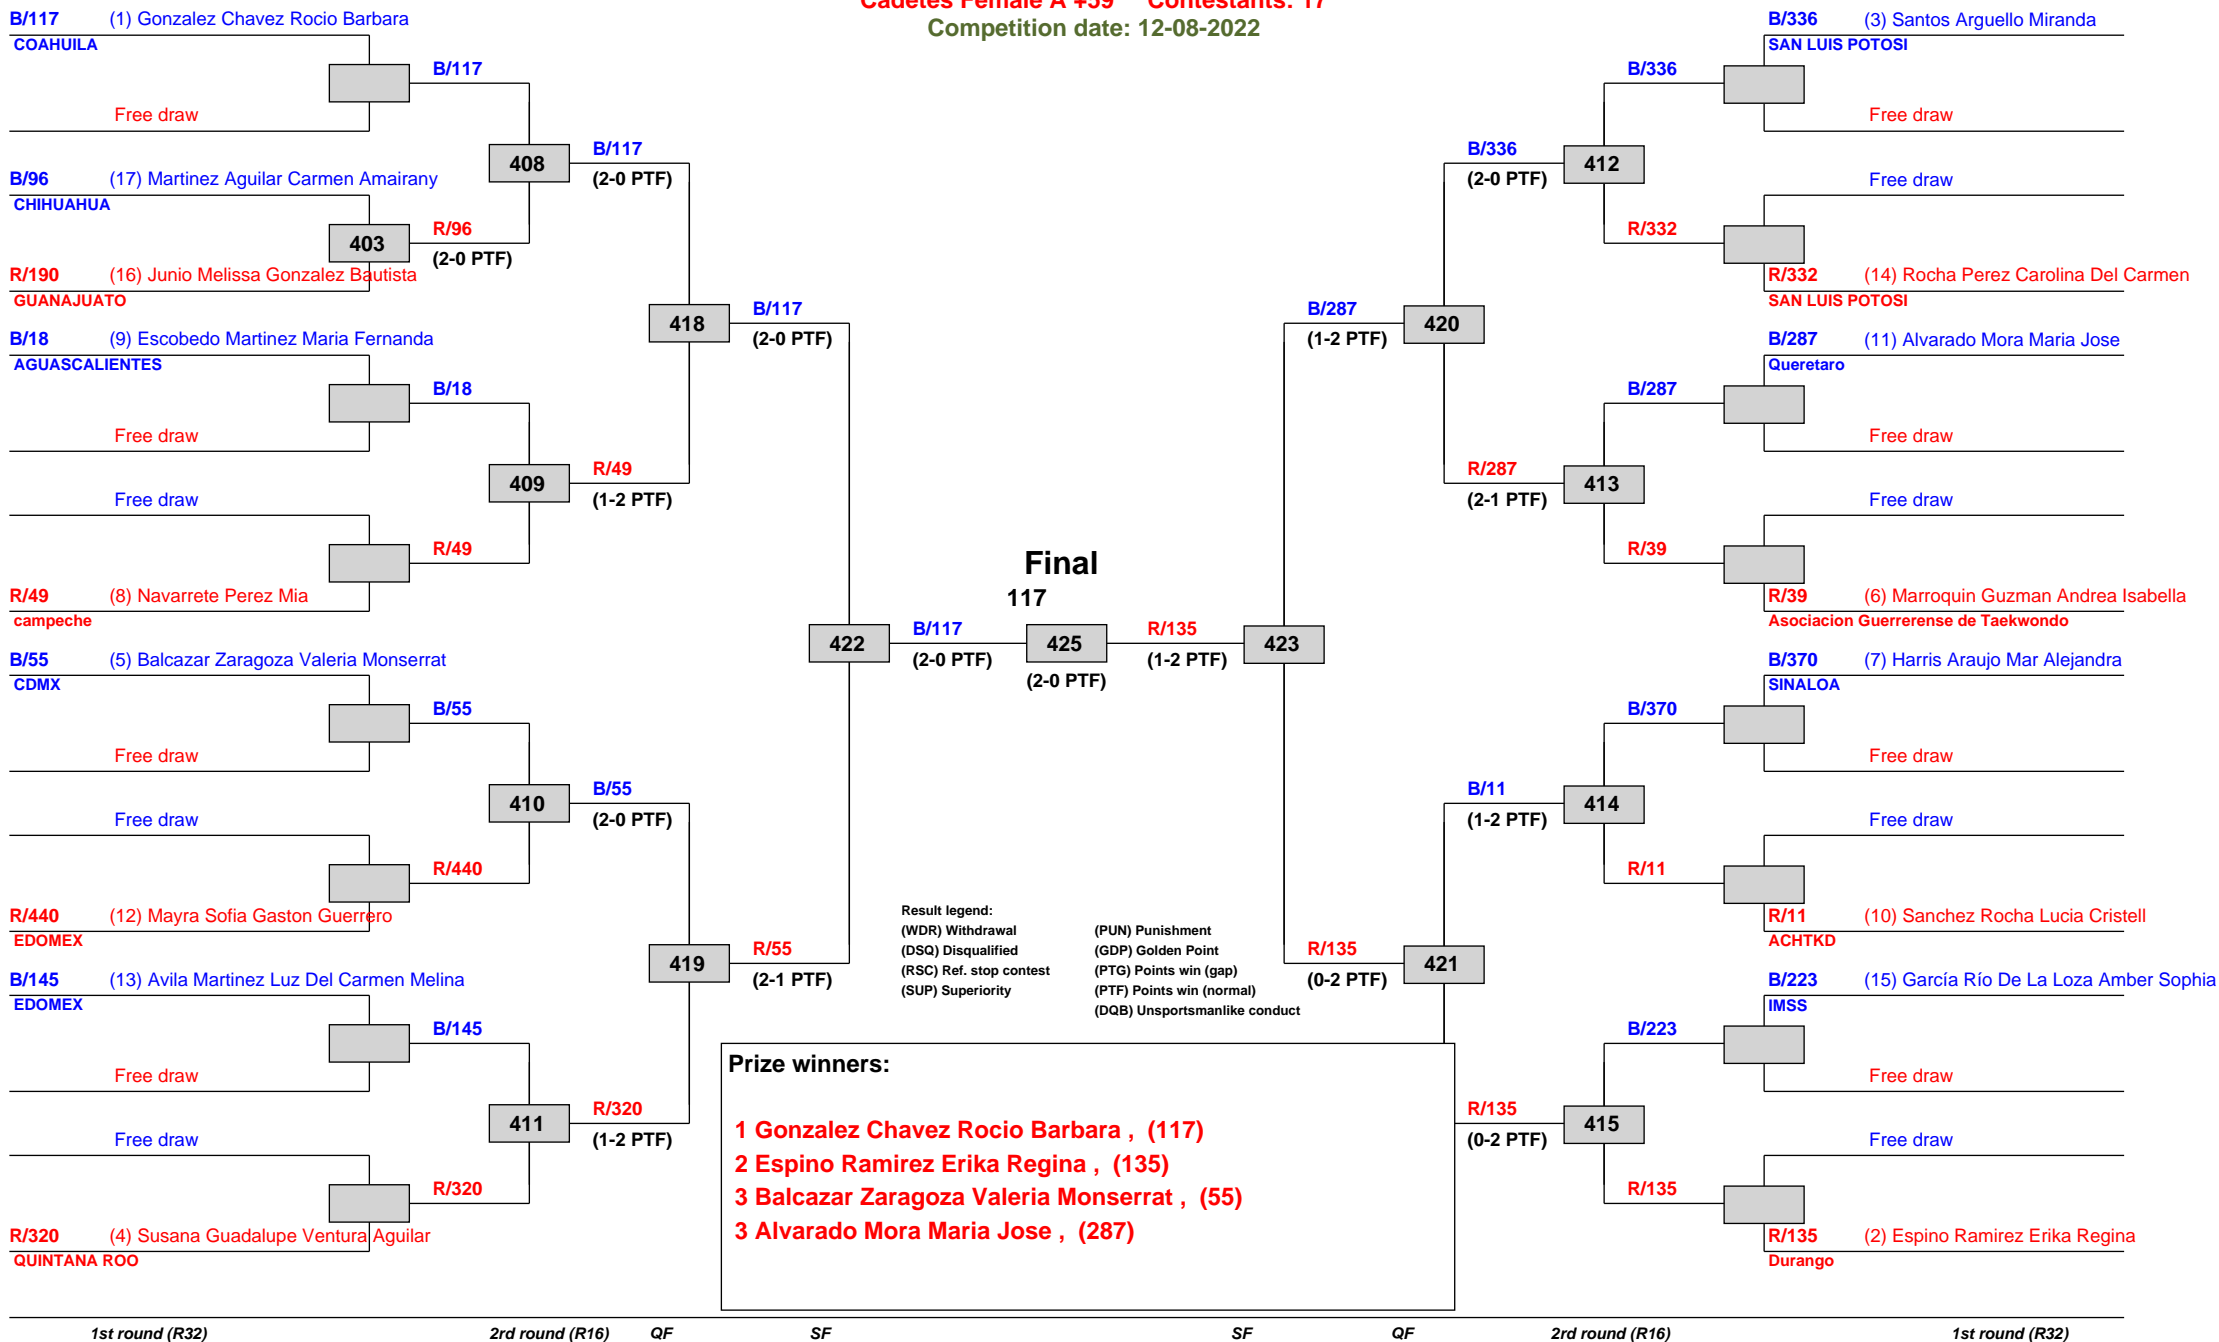 Cadetes Female A +59 Contestants: 17
Competition date: 12-08-2022
B/117 (1) Gonzalez Chavez Rocio Barbara
COAHUILA
B/117
Free draw
408
B/117
(2-0 PTF)
B/96 (17) Martinez Aguilar Carmen Amairany
CHIHUAHUA
403
R/96
(2-0 PTF)
R/190 (16) Junio Melissa Gonzalez Bautista
GUANAJUATO
418
B/117
(2-0 PTF)
B/18 (9) Escobedo Martinez Maria Fernanda
AGUASCALIENTES
B/18
Free draw
409
R/49
(1-2 PTF)
Free draw
R/49
R/49 (8) Navarrete Perez Mia
campeche
422
B/117
(2-0 PTF)
B/55 (5) Balcazar Zaragoza Valeria Monserrat
CDMX
B/55
Free draw
410
B/55
(2-0 PTF)
Free draw
R/440
R/440 (12) Mayra Sofia Gaston Guerrero
EDOMEX
419
R/55
(2-1 PTF)
B/145 (13) Avila Martinez Luz Del Carmen Melina
EDOMEX
B/145
Free draw
411
R/320
(1-2 PTF)
Free draw
R/320
R/320 (4) Susana Guadalupe Ventura Aguilar
QUINTANA ROO
Final
117
425
(2-0 PTF)
R/135
(1-2 PTF)
423
B/336 (3) Santos Arguello Miranda
SAN LUIS POTOSI
B/336
Free draw
B/336
(2-0 PTF)
412
Free draw
R/332
R/332 (14) Rocha Perez Carolina Del Carmen
SAN LUIS POTOSI
B/287
(1-2 PTF)
420
B/287 (11) Alvarado Mora Maria Jose
Queretaro
B/287
Free draw
R/287
(2-1 PTF)
413
Free draw
R/39
R/39 (6) Marroquin Guzman Andrea Isabella
Asociacion Guerrerense de Taekwondo
B/370 (7) Harris Araujo Mar Alejandra
SINALOA
B/370
Free draw
B/11
(1-2 PTF)
414
Free draw
R/11
R/11 (10) Sanchez Rocha Lucia Cristell
ACHTKD
R/135
(0-2 PTF)
421
B/223 (15) García Río De La Loza Amber Sophia
IMSS
B/223
Free draw
R/135
(0-2 PTF)
415
Free draw
R/135
R/135 (2) Espino Ramirez Erika Regina
Durango
Result legend:
(WDR) Withdrawal (PUN) Punishment
(DSQ) Disqualified (GDP) Golden Point
(RSC) Ref. stop contest (PTG) Points win (gap)
(SUP) Superiority (PTF) Points win (normal)
(DQB) Unsportsmanlike conduct
Prize winners:
1 Gonzalez Chavez Rocio Barbara , (117)
2 Espino Ramirez Erika Regina , (135)
3 Balcazar Zaragoza Valeria Monserrat , (55)
3 Alvarado Mora Maria Jose , (287)
1st round (R32) 2rd round (R16) QF SF SF QF 2rd round (R16) 1st round (R32)